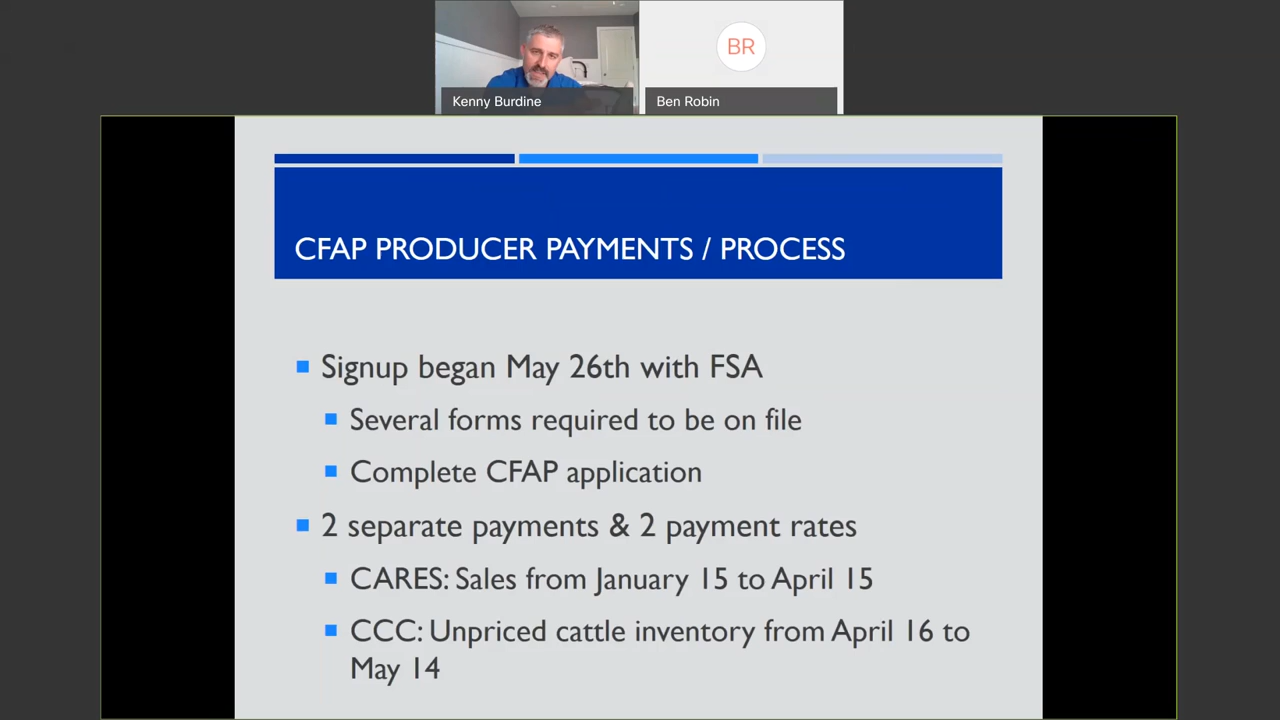 BR
Kenny Burdine
Ben Robin
CFAP PRODUCER PAYMENTS / PROCESS
Signup began May 26th with FSA
Several forms required to be on file
Complete CFAP application
2 separate payments & 2 payment rates
CARES: Sales from January 15 to April 15
CCC: Unpriced cattle inventory from April 16 to
May 14